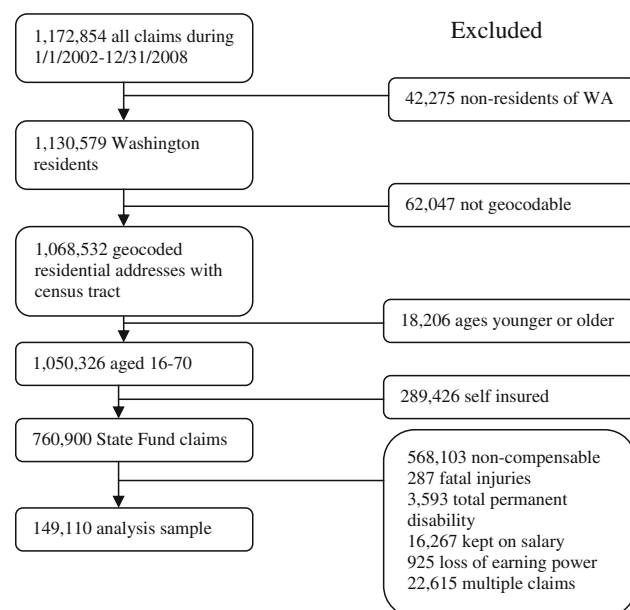 1,172,854 all claims during
1/1/2002-12/31/2008
Excluded
42,275 non-residents of WA
1,130,579 Washington
residents
62,047 not geocodable
1,068,532 geocoded
residential addresses with
census tract
18,206 ages younger or older
1,050,326 aged 16-70
289,426 self insured
760,900 State Fund claims
568,103 non-compensable
287 fatal injuries
3,593 total permanent
disability
16,267 kept on salary
925 loss of earning power
22,615 multiple claims
149,110 analysis sample